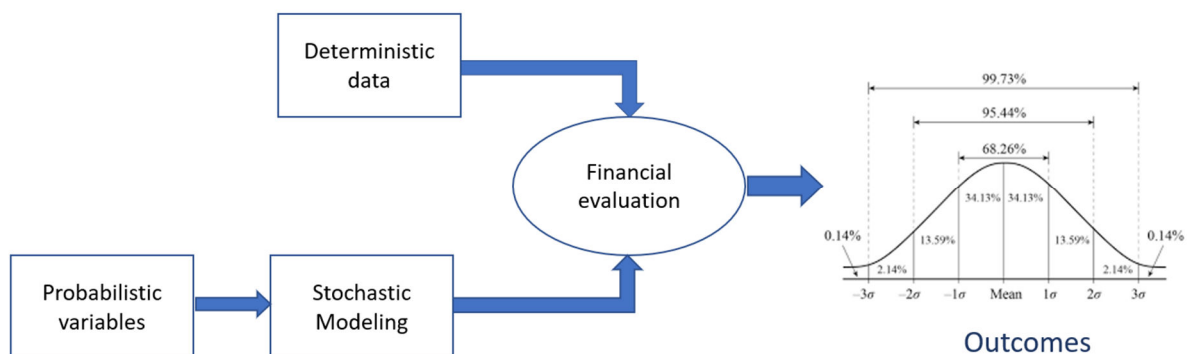 Deterministic
data
99.73%
95.44%
68.26%
Financial
evaluation
34.13% 34.13%
0.14% 13.59% 13.59% 0.14%
2.14% 2.14%
Probabilistic
variables
Stochastic
Modeling
−3σ −2σ −1σ Mean 1σ 2σ 3σ
Outcomes